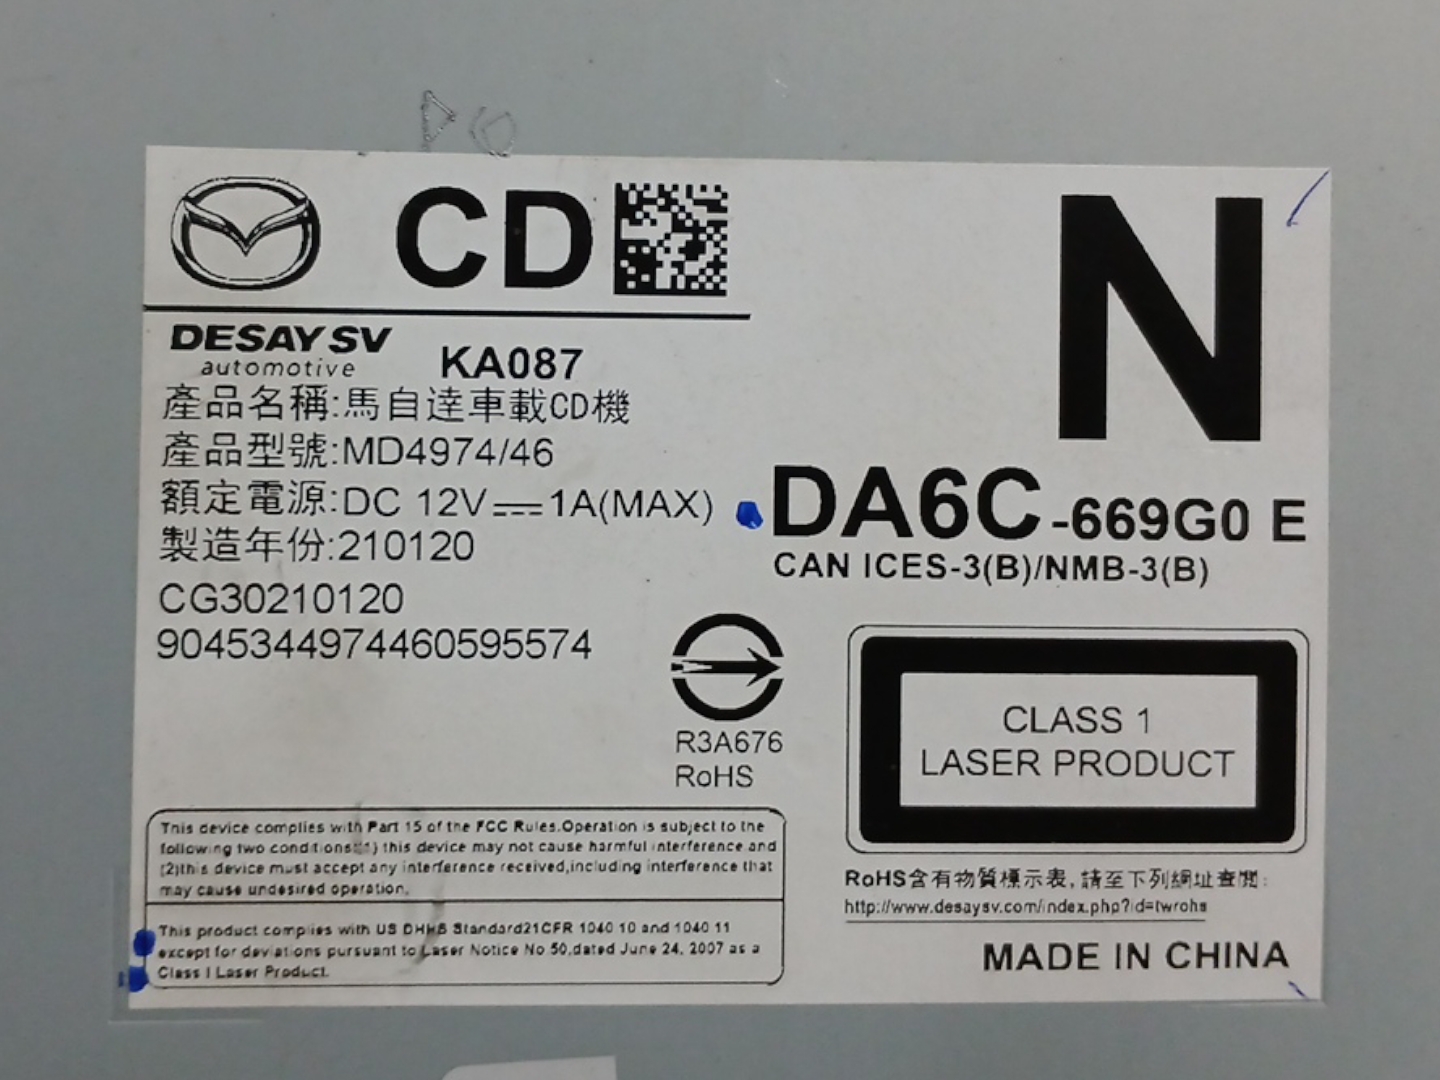 CD
N
DESAY SV
automotive
KA087
產品名稱:馬自達車載CD機
產品型號:MD4974/46
額定電源:DC 12V⎓1A(MAX)
製造年份:210120
CG30210120
9045344974460595574
DA6C-669G0 E
CAN ICES-3(B)/NMB-3(B)
R3A676
RoHS
CLASS 1
LASER PRODUCT
This device complies with Part 15 of the FCC Rules.Operation is subject to the
following two conditions:(1) this device may not cause harmful interference and
(2)this device must accept any interference received,including interference that
may cause undesired operation.
This product complies with US DHHS Standard21CFR 1040 10 and 1040 11
except for deviations pursuant to Laser Notice No 50,dated June 24, 2007 as a
Class I Laser Product.
RoHS含有物質標示表,請至下列網址查閱:
http://www.desaysv.com/index.php?id=twrohs
MADE IN CHINA